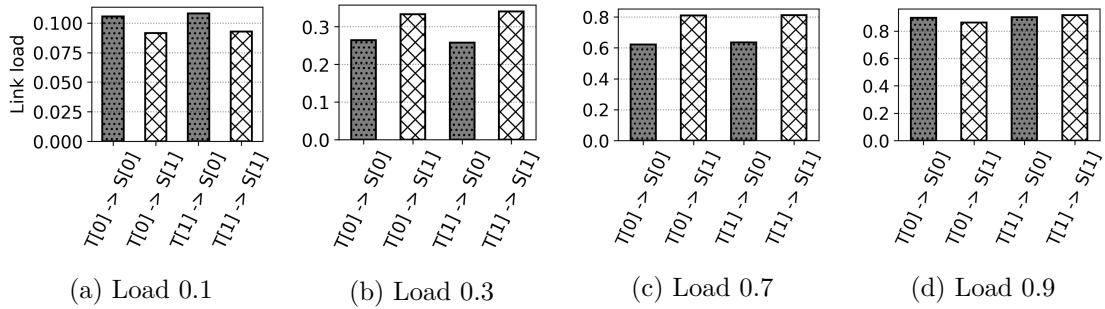 Link load
0.100
0.075
0.050
0.025
0.000
T[0] -> S[0]
T[0] -> S[1]
T[1] -> S[0]
T[1] -> S[1]
(a) Load 0.1
0.3
0.2
0.1
0.0
T[0] -> S[0]
T[0] -> S[1]
T[1] -> S[0]
T[1] -> S[1]
(b) Load 0.3
0.8
0.6
0.4
0.2
0.0
T[0] -> S[0]
T[0] -> S[1]
T[1] -> S[0]
T[1] -> S[1]
(c) Load 0.7
0.8
0.6
0.4
0.2
0.0
T[0] -> S[0]
T[0] -> S[1]
T[1] -> S[0]
T[1] -> S[1]
(d) Load 0.9